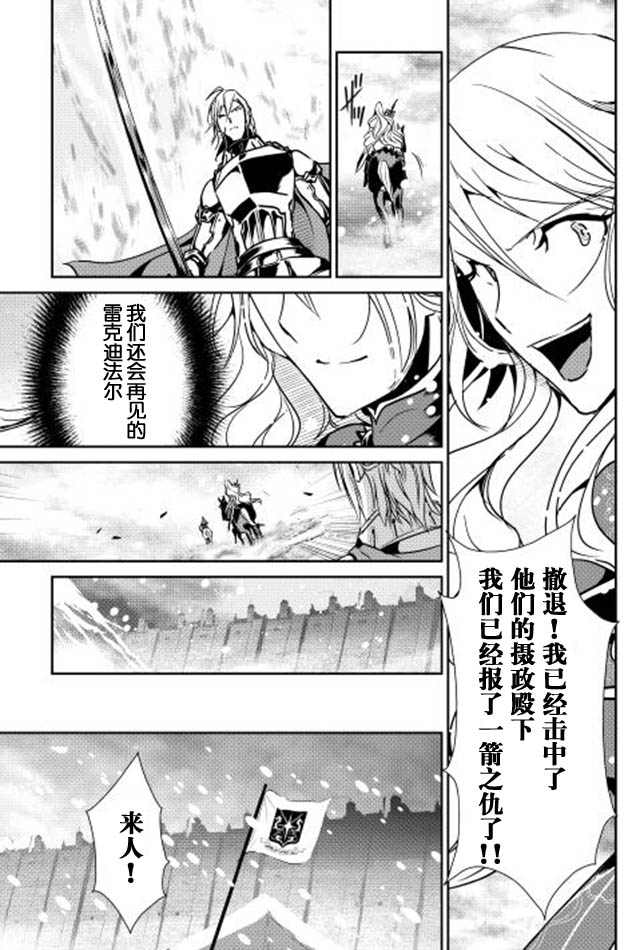 撤退！我已经击中了
他们的摄政殿下
我们已经报了一箭之仇了!!
ザッ
我们还会再见的
雷克迪法尔
来人！